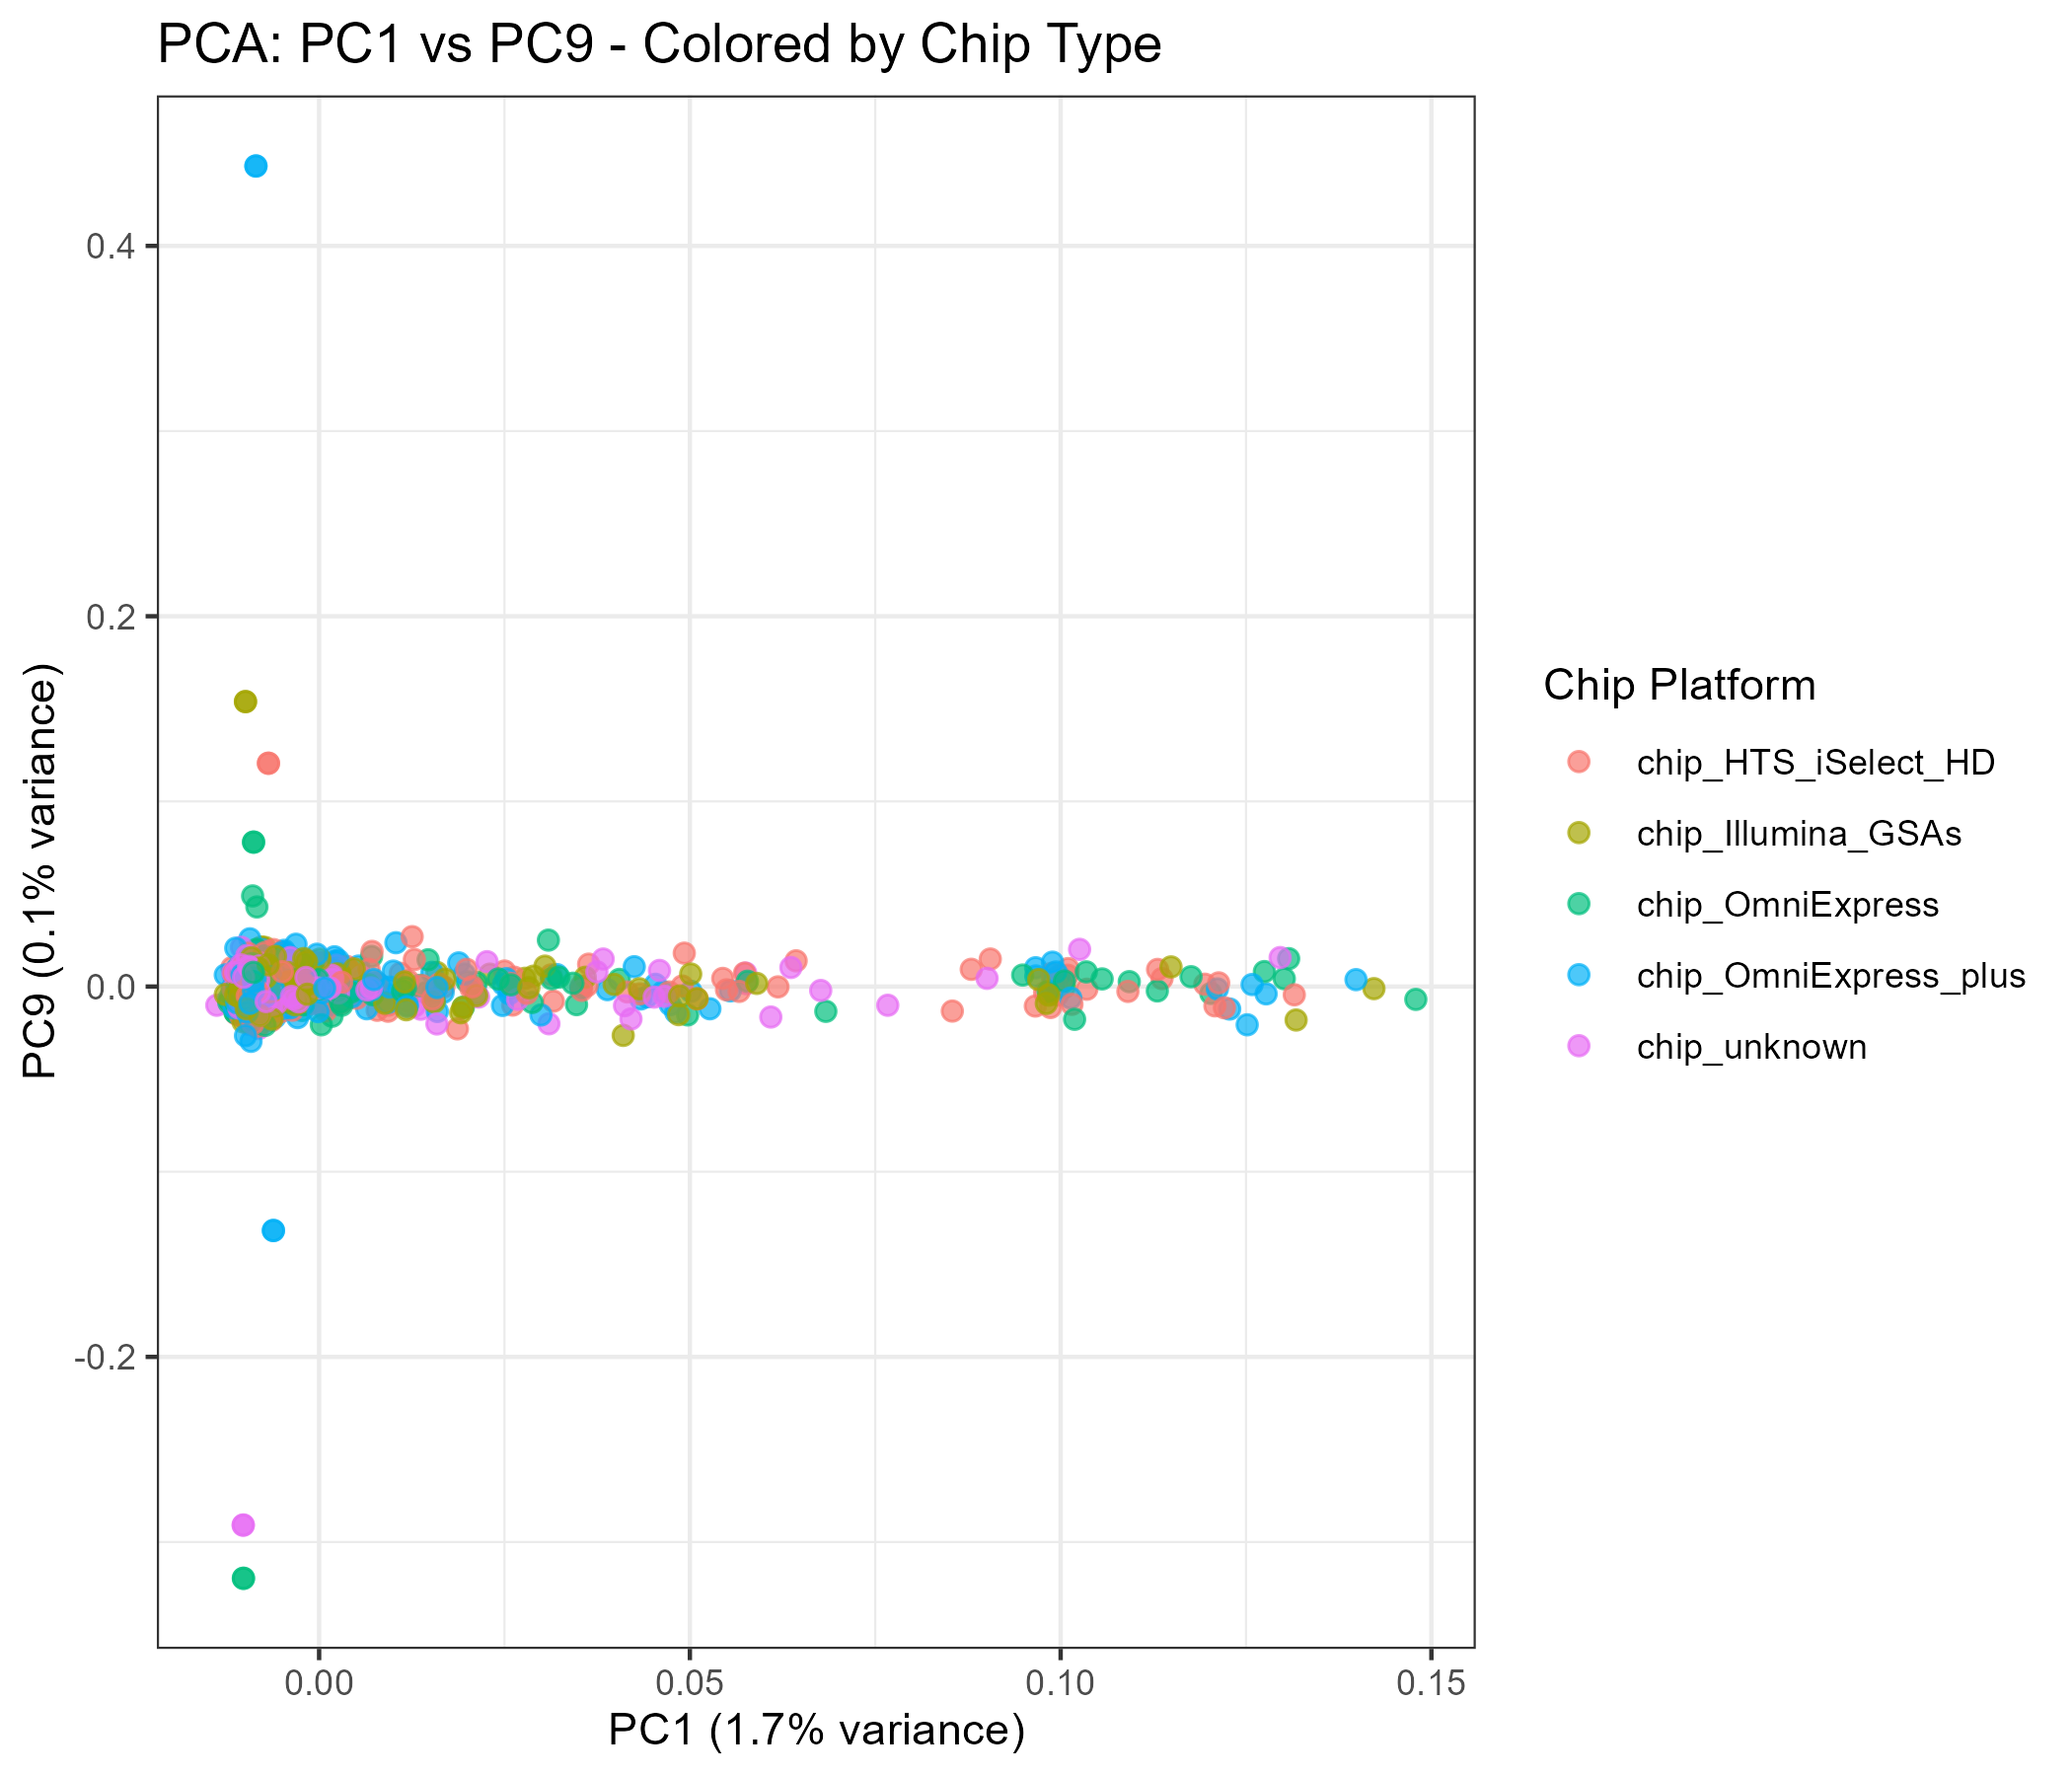 PCA: PC1 vs PC9 - Colored by Chip Type
PC9 (0.1% variance)
0.4
0.2
0.0
-0.2
0.00
0.05
0.10
0.15
PC1 (1.7% variance)
Chip Platform
chip_HTS_iSelect_HD
chip_Illumina_GSAs
chip_OmniExpress
chip_OmniExpress_plus
chip_unknown